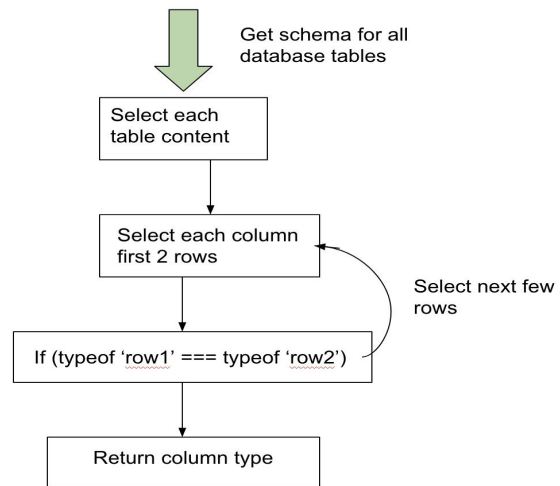 Get schema for all
database tables
Select each
table content
Select each column
first 2 rows
Select next few
rows
If (typeof ‘row1’ === typeof ‘row2’)
Return column type